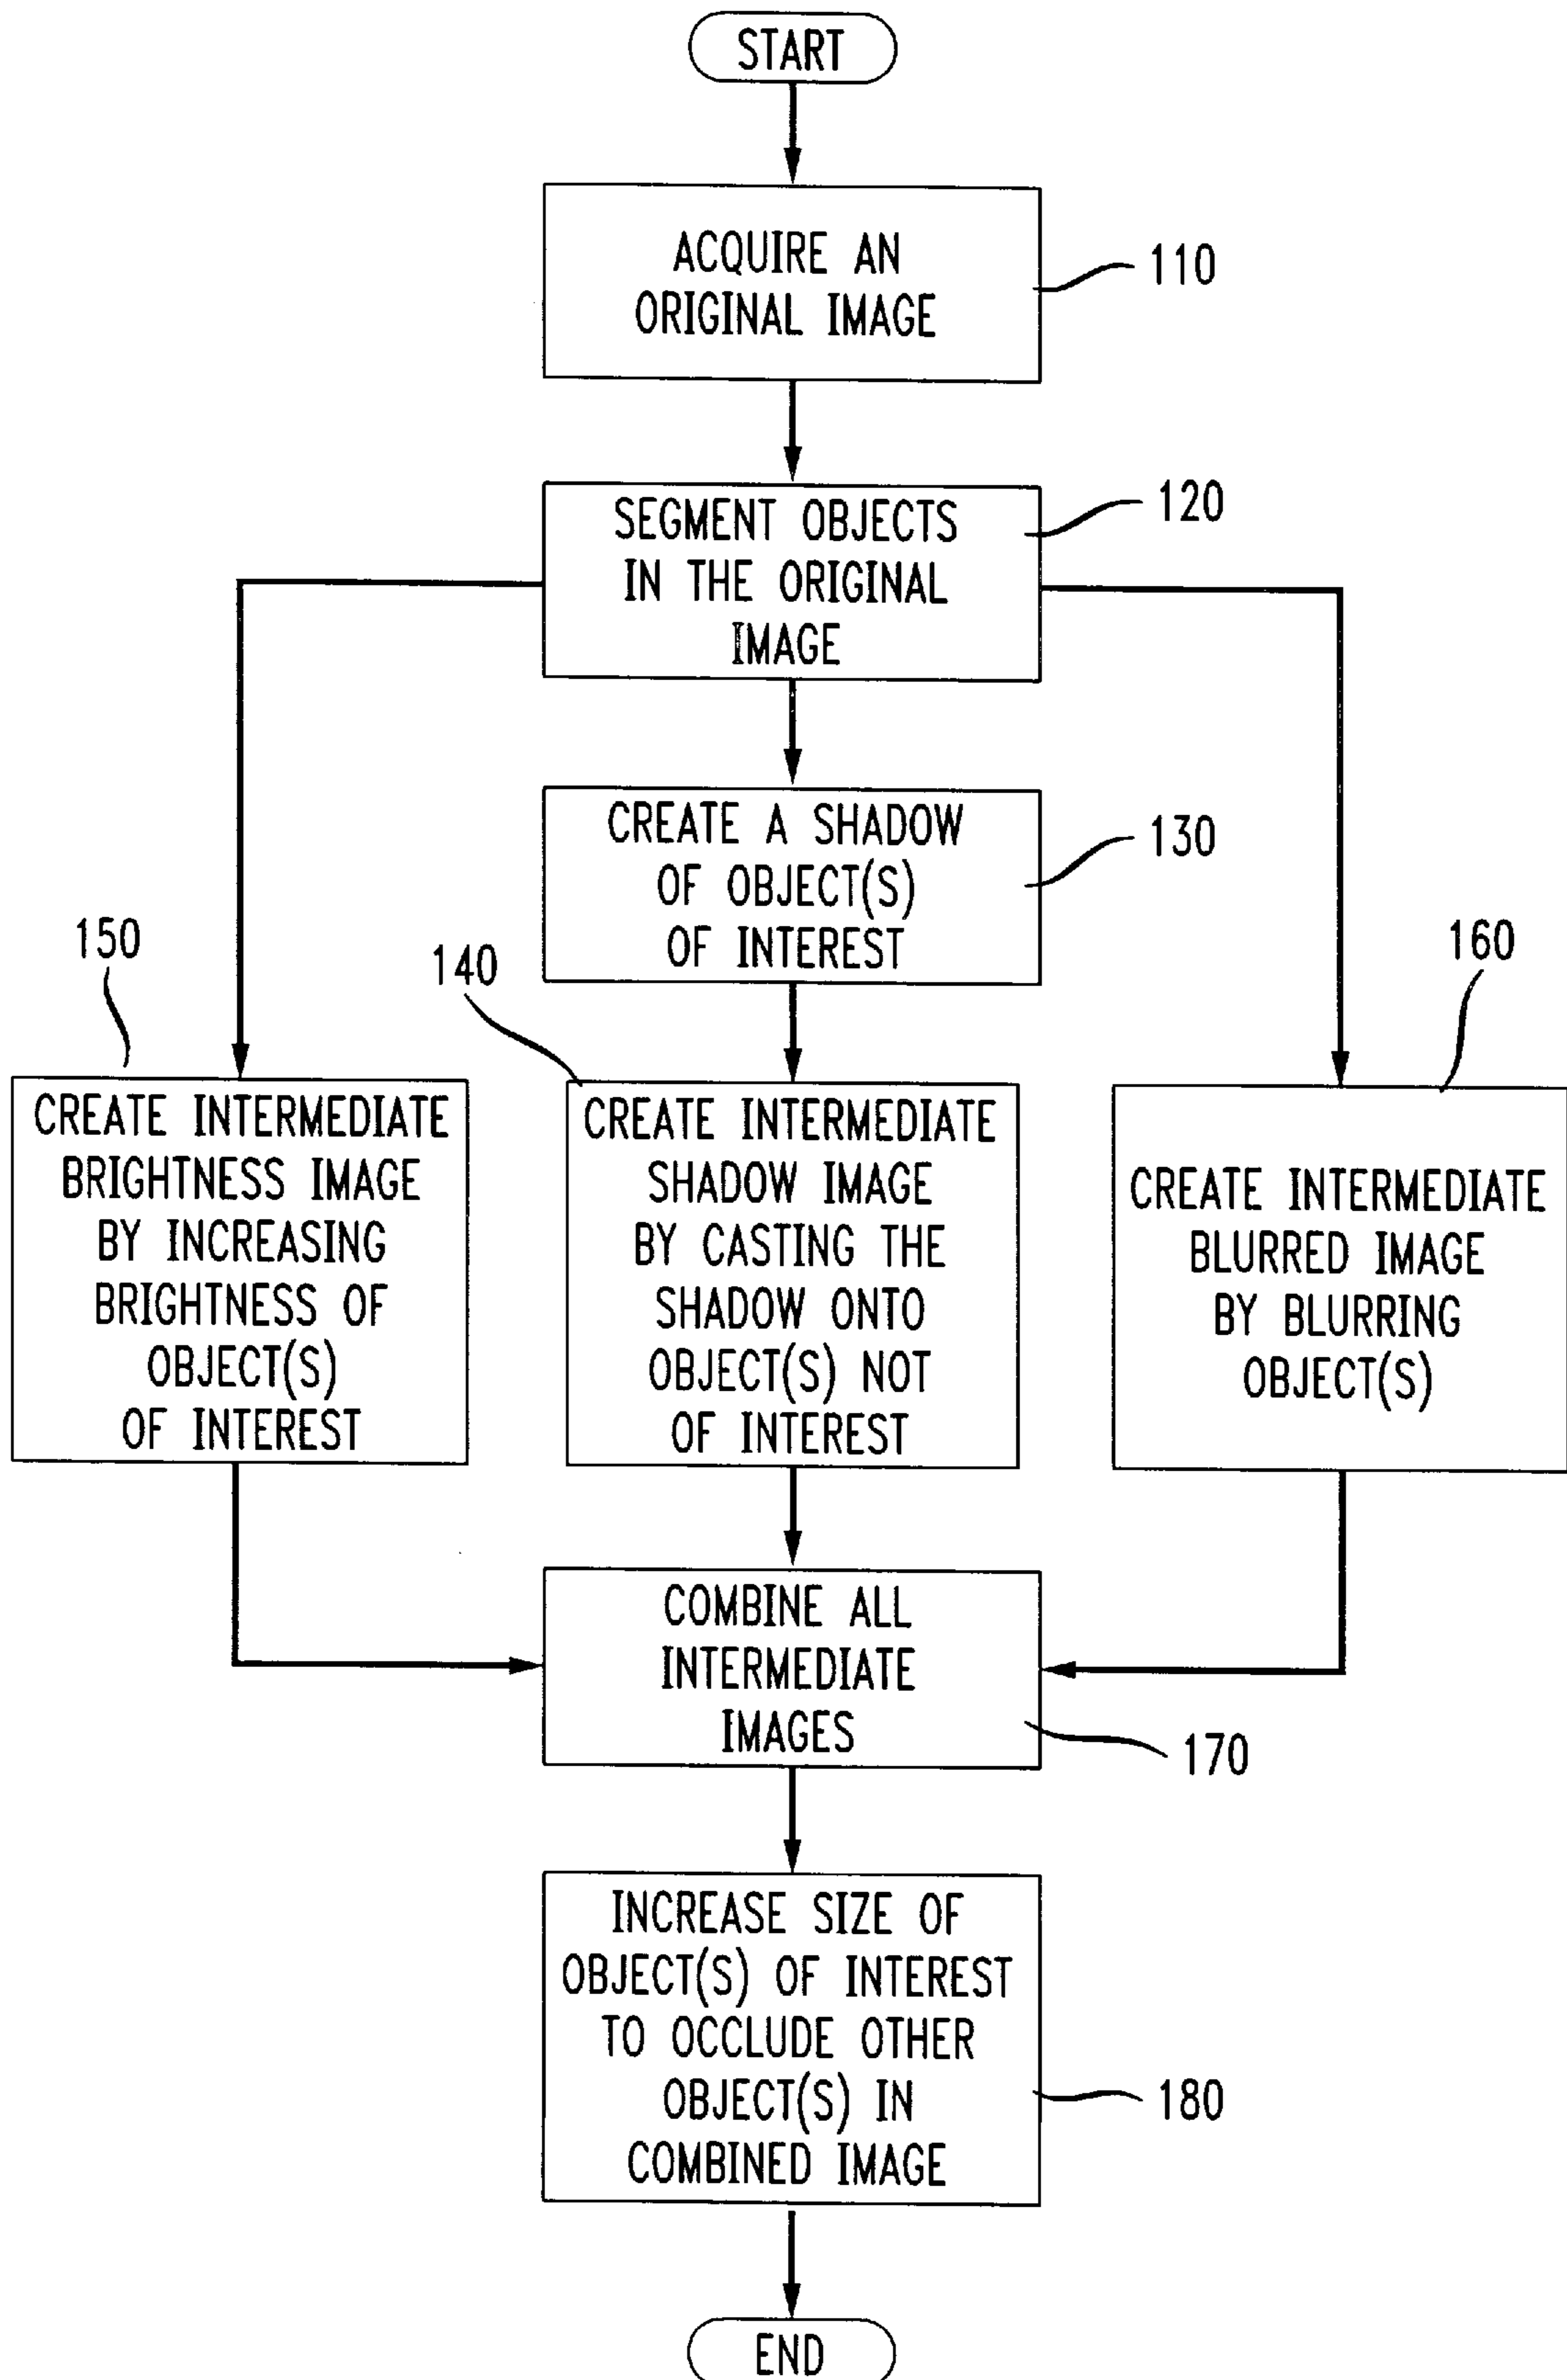 START
ACQUIRE AN
ORIGINAL IMAGE
110
SEGMENT OBJECTS
IN THE ORIGINAL
IMAGE
120
CREATE A SHADOW
OF OBJECT(S)
OF INTEREST
130
150
CREATE INTERMEDIATE
BRIGHTNESS IMAGE
BY INCREASING
BRIGHTNESS OF
OBJECT(S)
OF INTEREST
140
CREATE INTERMEDIATE
SHADOW IMAGE
BY CASTING THE
SHADOW ONTO
OBJECT(S) NOT
OF INTEREST
160
CREATE INTERMEDIATE
BLURRED IMAGE
BY BLURRING
OBJECT(S)
COMBINE ALL
INTERMEDIATE
IMAGES
170
INCREASE SIZE OF
OBJECT(S) OF INTEREST
TO OCCLUDE OTHER
OBJECT(S) IN
COMBINED IMAGE
180
END